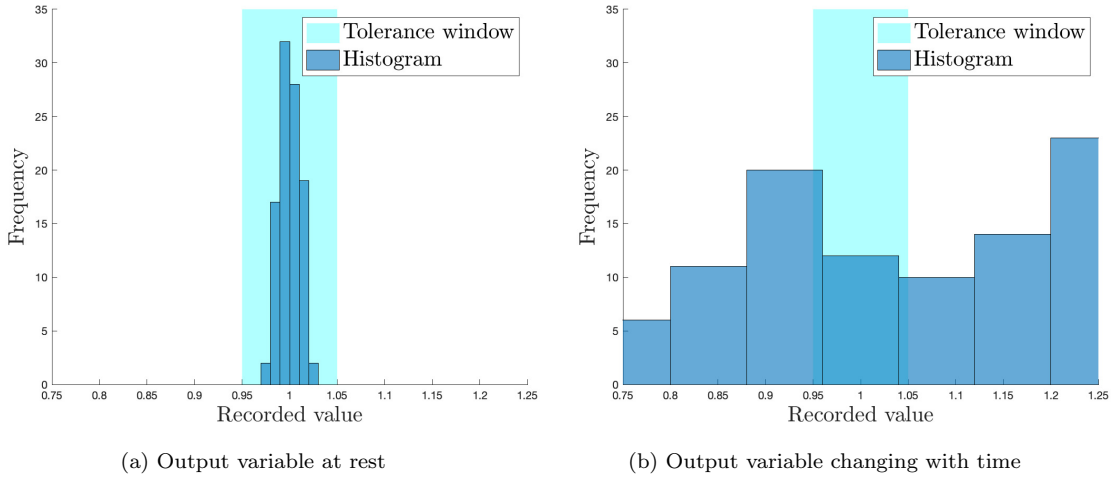 35
30
25
20
15
10
5
0
Frequency
Tolerance window
Histogram
0.75 0.8 0.85 0.9 0.95 1 1.05 1.1 1.15 1.2 1.25
Recorded value
(a) Output variable at rest
35
30
25
20
15
10
5
0
Frequency
Tolerance window
Histogram
0.75 0.8 0.85 0.9 0.95 1 1.05 1.1 1.15 1.2 1.25
Recorded value
(b) Output variable changing with time